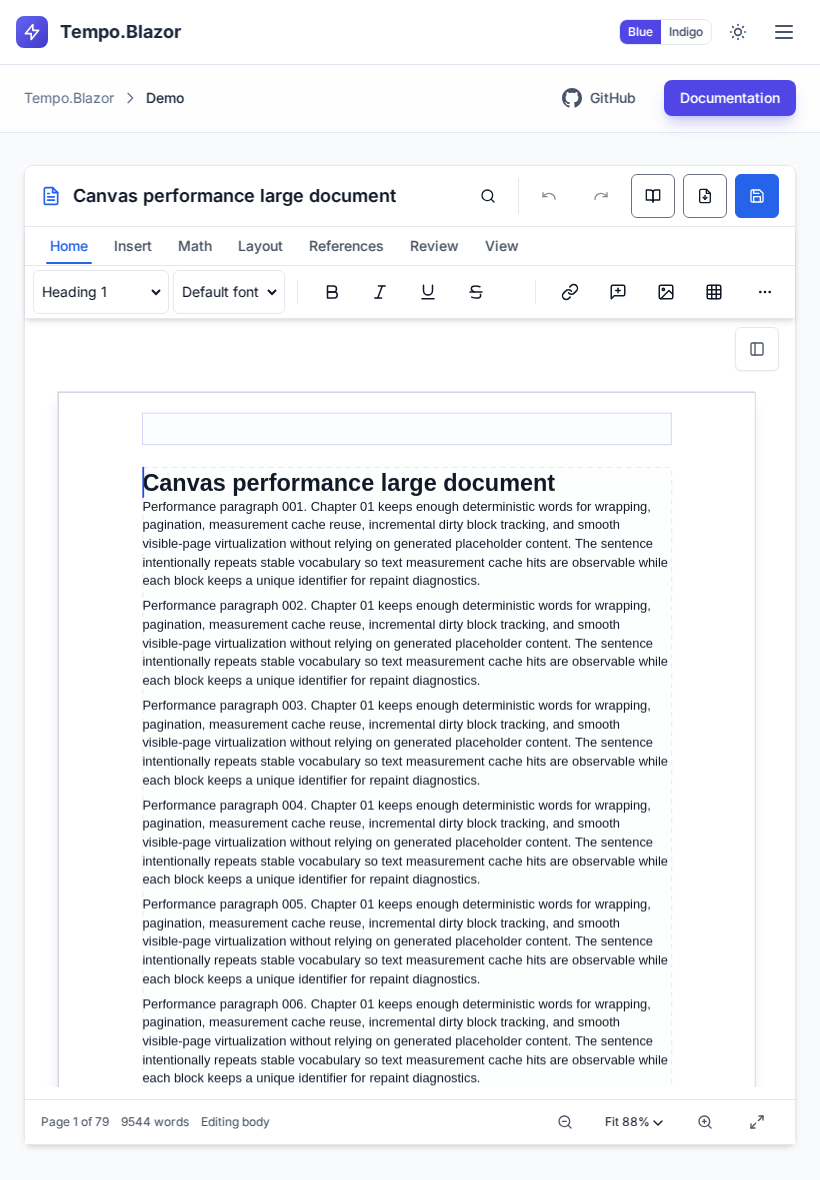 Tempo.Blazor
Blue Indigo
Tempo.Blazor > Demo
GitHub
Documentation
Canvas performance large document
Home Insert Math Layout References Review View
Heading 1 Default font
Canvas performance large document
Performance paragraph 001. Chapter 01 keeps enough deterministic words for wrapping,
pagination, measurement cache reuse, incremental dirty block tracking, and smooth
visible-page virtualization without relying on generated placeholder content. The sentence
intentionally repeats stable vocabulary so text measurement cache hits are observable while
each block keeps a unique identifier for repaint diagnostics.
Performance paragraph 002. Chapter 01 keeps enough deterministic words for wrapping,
pagination, measurement cache reuse, incremental dirty block tracking, and smooth
visible-page virtualization without relying on generated placeholder content. The sentence
intentionally repeats stable vocabulary so text measurement cache hits are observable while
each block keeps a unique identifier for repaint diagnostics.
Performance paragraph 003. Chapter 01 keeps enough deterministic words for wrapping,
pagination, measurement cache reuse, incremental dirty block tracking, and smooth
visible-page virtualization without relying on generated placeholder content. The sentence
intentionally repeats stable vocabulary so text measurement cache hits are observable while
each block keeps a unique identifier for repaint diagnostics.
Performance paragraph 004. Chapter 01 keeps enough deterministic words for wrapping,
pagination, measurement cache reuse, incremental dirty block tracking, and smooth
visible-page virtualization without relying on generated placeholder content. The sentence
intentionally repeats stable vocabulary so text measurement cache hits are observable while
each block keeps a unique identifier for repaint diagnostics.
Performance paragraph 005. Chapter 01 keeps enough deterministic words for wrapping,
pagination, measurement cache reuse, incremental dirty block tracking, and smooth
visible-page virtualization without relying on generated placeholder content. The sentence
intentionally repeats stable vocabulary so text measurement cache hits are observable while
each block keeps a unique identifier for repaint diagnostics.
Performance paragraph 006. Chapter 01 keeps enough deterministic words for wrapping,
pagination, measurement cache reuse, incremental dirty block tracking, and smooth
visible-page virtualization without relying on generated placeholder content. The sentence
intentionally repeats stable vocabulary so text measurement cache hits are observable while
each block keeps a unique identifier for repaint diagnostics.
Page 1 of 79 9544 words Editing body
Fit 88%